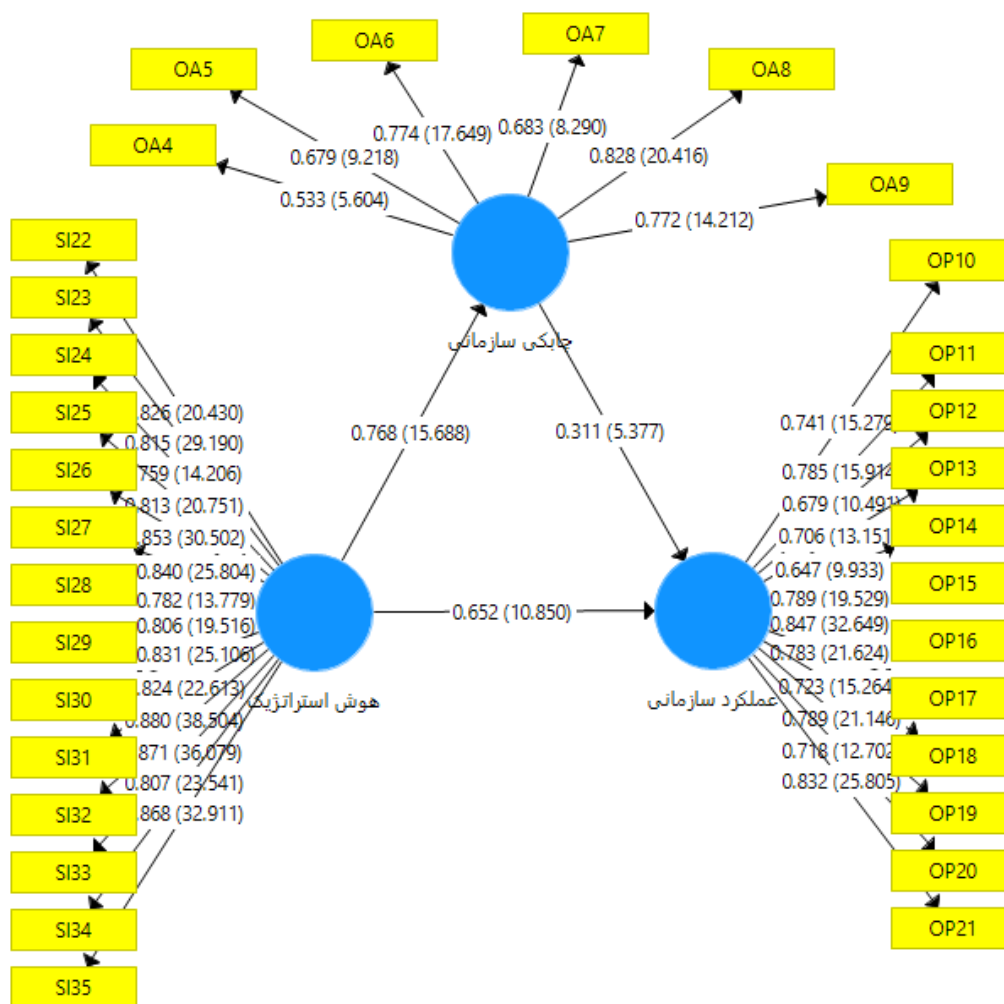 OA7
OA6
OA8
OA5
OA4
OA9
0.774 (17.649)
0.683 (8.290)
0.679 (9.218)
0.828 (20.416)
0.533 (5.604)
0.772 (14.212)
چابکی سازمانی
SI22
SI23
SI24
SI25
SI26
SI27
SI28
SI29
SI30
SI31
SI32
SI33
SI34
SI35
.826 (20.430)
0.815 (29.190)
.759 (14.206)
0.813 (20.751)
0.853 (30.502)
0.840 (25.804)
0.782 (13.779)
0.806 (19.516)
0.831 (25.106)
.824 (22.613)
0.880 (38.504)
.871 (36.079)
0.807 (23.541)
.868 (32.911)
هوش استراتژیک
0.768 (15.688)
0.311 (5.377)
0.652 (10.850)
عملکرد سازمانی
0.741 (15.279
0.785 (15.914
0.679 (10.491)
0.706 (13.151
0.647 (9.933)
0.789 (19.529)
0.847 (32.649)
0.783 (21.624)
0.723 (15.264
0.789 (21.146)
0.718 (12.702
0.832 (25.805)
OP10
OP11
OP12
OP13
OP14
OP15
OP16
OP17
OP18
OP19
OP20
OP21